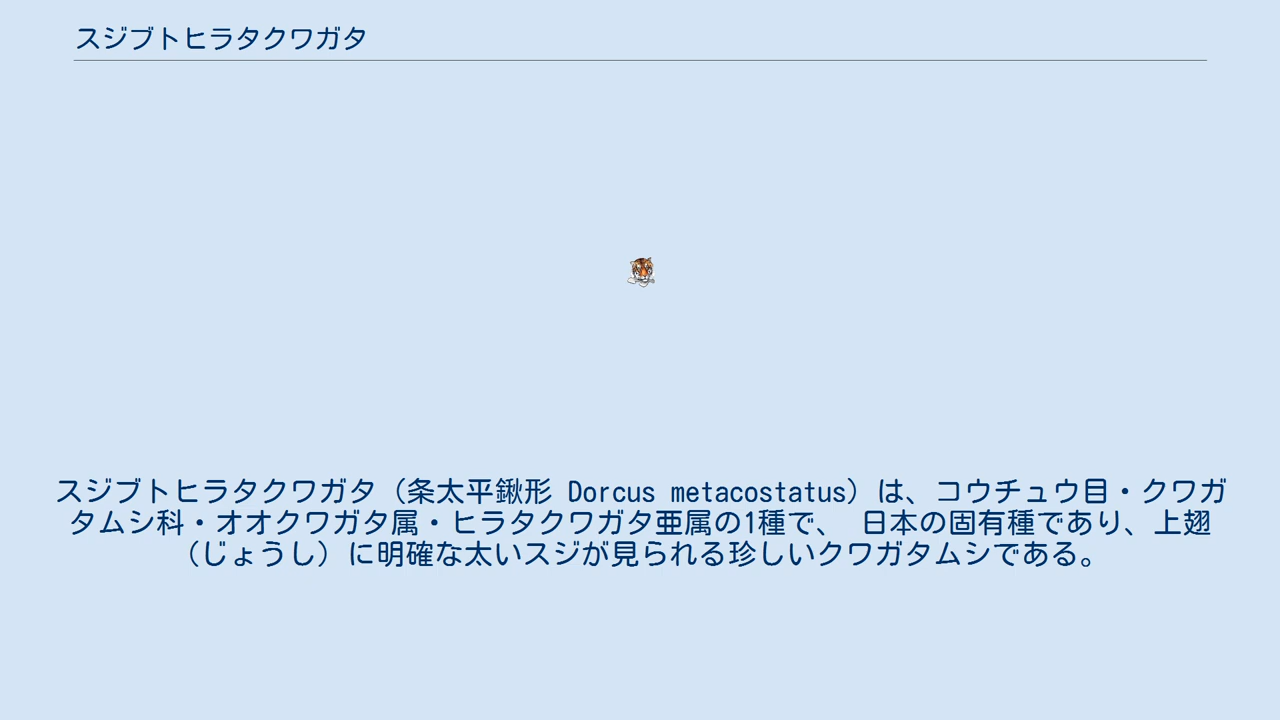 スジブトヒラタクワガタ
スジブトヒラタクワガタ（条太平鍬形 Dorcus metacostatus）は、コウチュウ目・クワガ
タムシ科・オオクワガタ属・ヒラタクワガタ亜属の1種で、 日本の固有種であり、上翅
（じょうし）に明確な太いスジが見られる珍しいクワガタムシである。